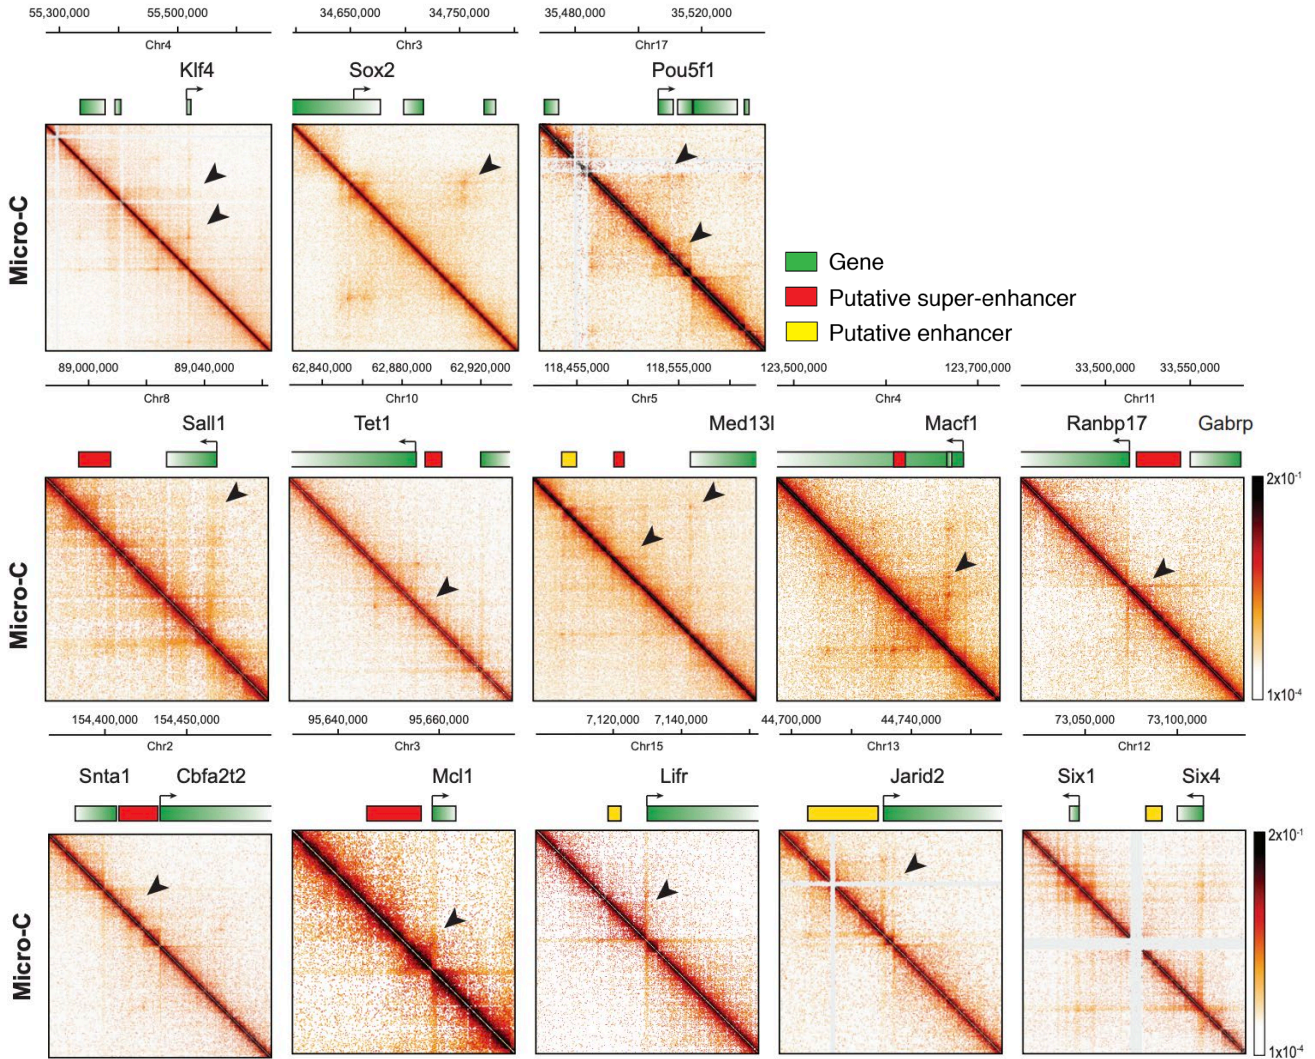 55,300,000 55,500,000 34,650,000 34,750,000 35,480,000 35,520,000
Chr4 Chr3 Chr17
Klf4 Sox2 Pou5f1
Micro-C
Gene
Putative super-enhancer
Putative enhancer
89,000,000 89,040,000 62,840,000 62,880,000 62,920,000 118,455,000 118,555,000 123,500,000 123,700,000 33,500,000 33,550,000
Chr8 Chr10 Chr5 Chr4 Chr11
Sall1 Tet1 Med13l Macf1 Ranbp17 Gabrp
Micro-C
2x10⁻¹
1x10⁻⁴
154,400,000 154,450,000 95,640,000 95,660,000 7,120,000 7,140,000 44,700,000 44,740,000 73,050,000 73,100,000
Chr2 Chr3 Chr15 Chr13 Chr12
Snta1 Cbfa2t2 Mcl1 Lifr Jarid2 Six1 Six4
Micro-C
2x10⁻¹
1x10⁻⁴